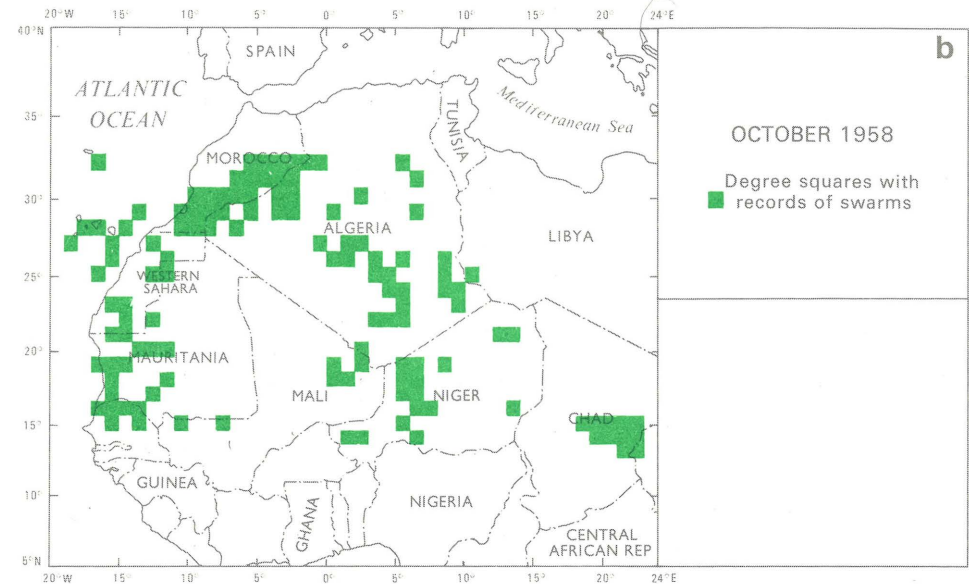 20°W 15° 10° 5° 0° 5° 10° 15° 20° 24°E
40°N
b
SPAIN
ATLANTIC
OCEAN
Mediterranean Sea
TUNISIA
35°
OCTOBER 1958
MOROCCO
Degree squares with
records of swarms
30°
ALGERIA
LIBYA
25°
WESTERN
SAHARA
20°
MAURITANIA
MALI
NIGER
CHAD
15°
GUINEA
10°
GHANA
NIGERIA
CENTRAL
AFRICAN REP
5°N
20°W 15° 10° 5° 0° 5° 10° 15° 20° 24°E